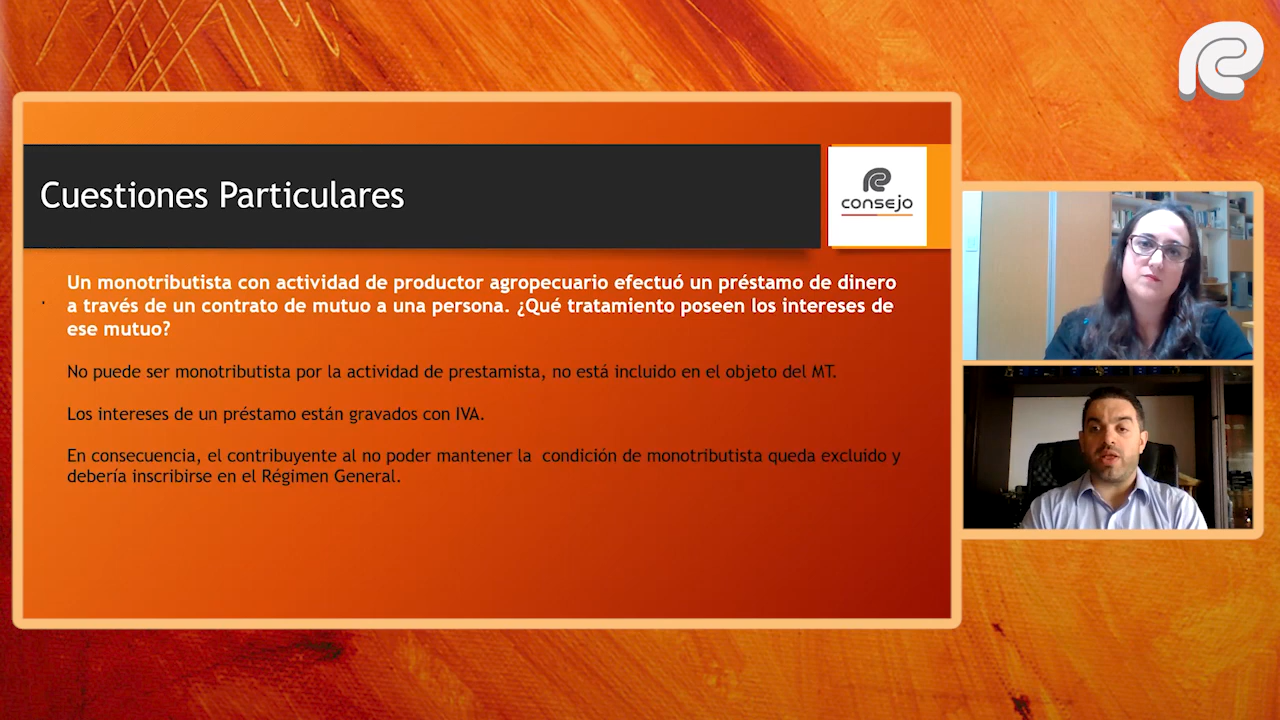 Cuestiones Particulares
consejo
Un monotributista con actividad de productor agropecuario efectuó un préstamo de dinero
a través de un contrato de mutuo a una persona. ¿Qué tratamiento poseen los intereses de
ese mutuo?
No puede ser monotributista por la actividad de prestamista, no está incluido en el objeto del MT.
Los intereses de un préstamo están gravados con IVA.
En consecuencia, el contribuyente al no poder mantener la  condición de monotributista queda excluido y
debería inscribirse en el Régimen General.